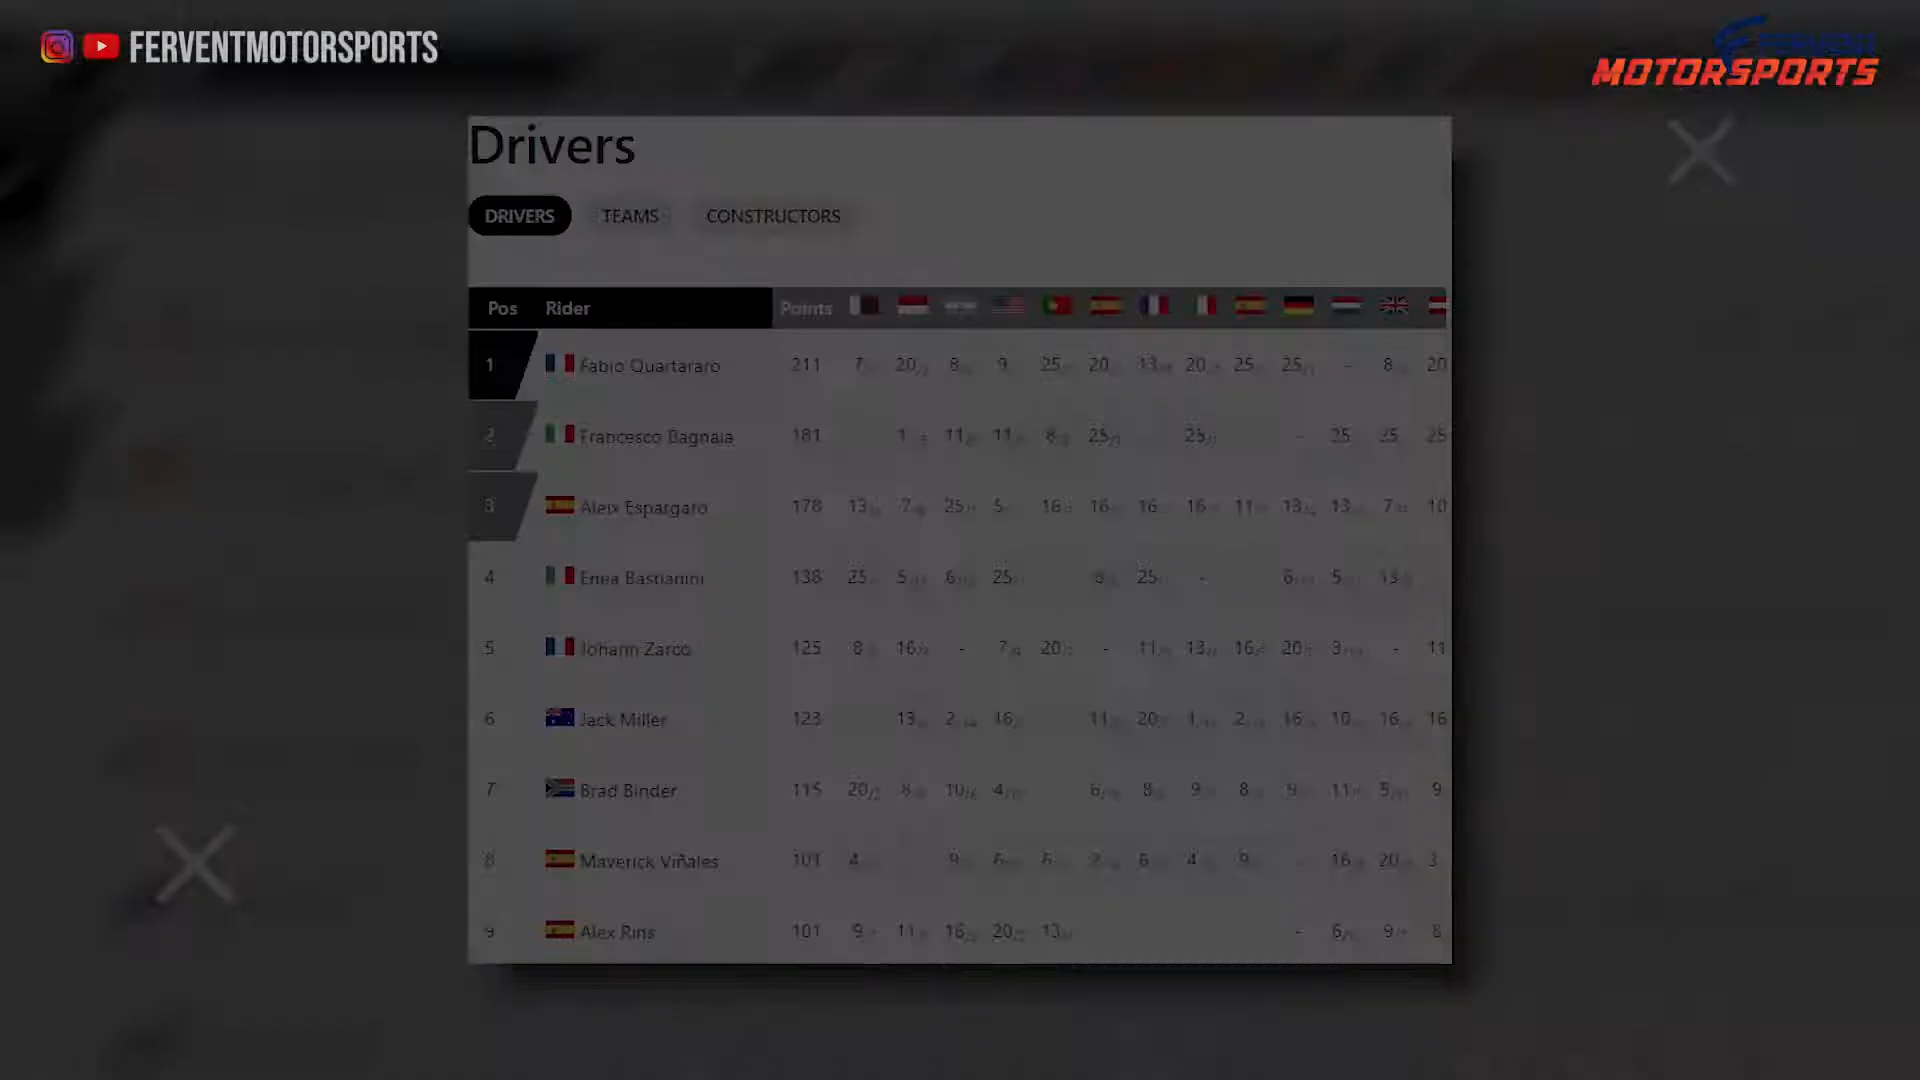 FERVENTMOTORSPORTS
FERVENT
MOTORSPORTS
Drivers
DRIVERS TEAMS CONSTRUCTORS
Pos Rider Points
1 Fabio Quartararo 211 7 20 8 9 25 20 13 20 25 25 - 8 20
2 Francesco Bagnaia 181 1 11 11 8 25 25 - 25 25 25
3 Aleix Espargaro 178 13 7 25 5 16 16 16 16 11 13 13 7 10
4 Enea Bastianini 138 25 5 6 25 8 25 - 6 5 13
5 Johann Zarco 125 8 16 - 7 20 - 11 13 16 20 3 - 11
6 Jack Miller 123 13 2 16 11 20 1 2 16 10 16 16
7 Brad Binder 115 20 8 10 4 6 8 9 8 9 11 5 9
8 Maverick Viñales 101 4 9 6 6 2 6 4 9 - 16 20 3
9 Alex Rins 101 9 11 16 20 13 - 6 9 8